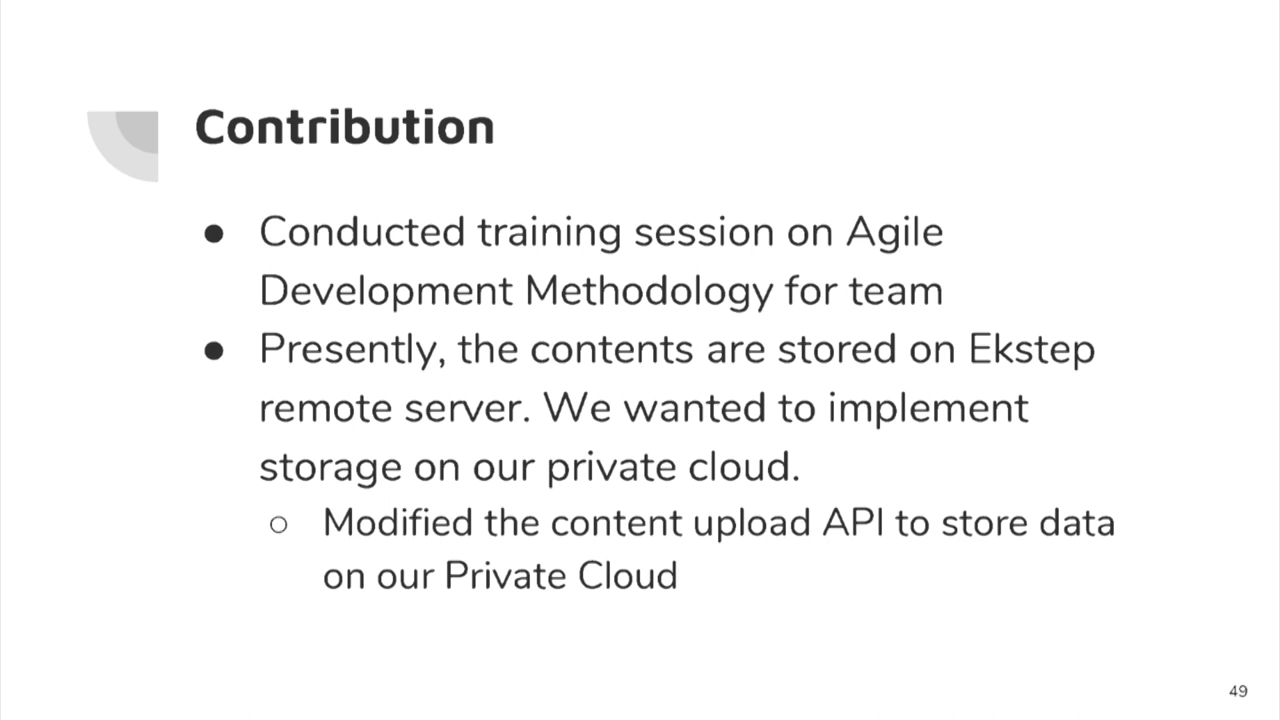 Contribution
● Conducted training session on Agile
Development Methodology for team
● Presently, the contents are stored on Ekstep
remote server. We wanted to implement
storage on our private cloud.
○ Modified the content upload API to store data
on our Private Cloud
49